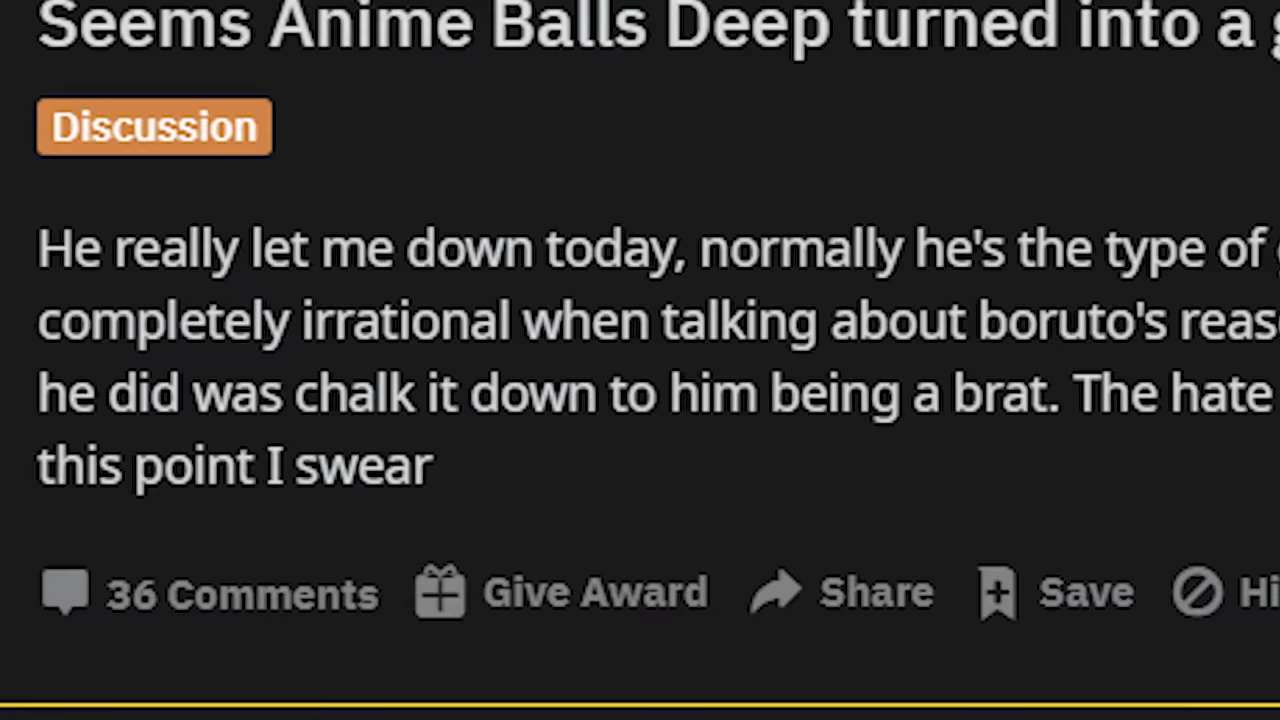 Seems Anime Balls Deep turned into a
Discussion
He really let me down today, normally he's the type of
completely irrational when talking about boruto's reas
he did was chalk it down to him being a brat. The hate
this point I swear
36 Comments Give Award Share Save Hi